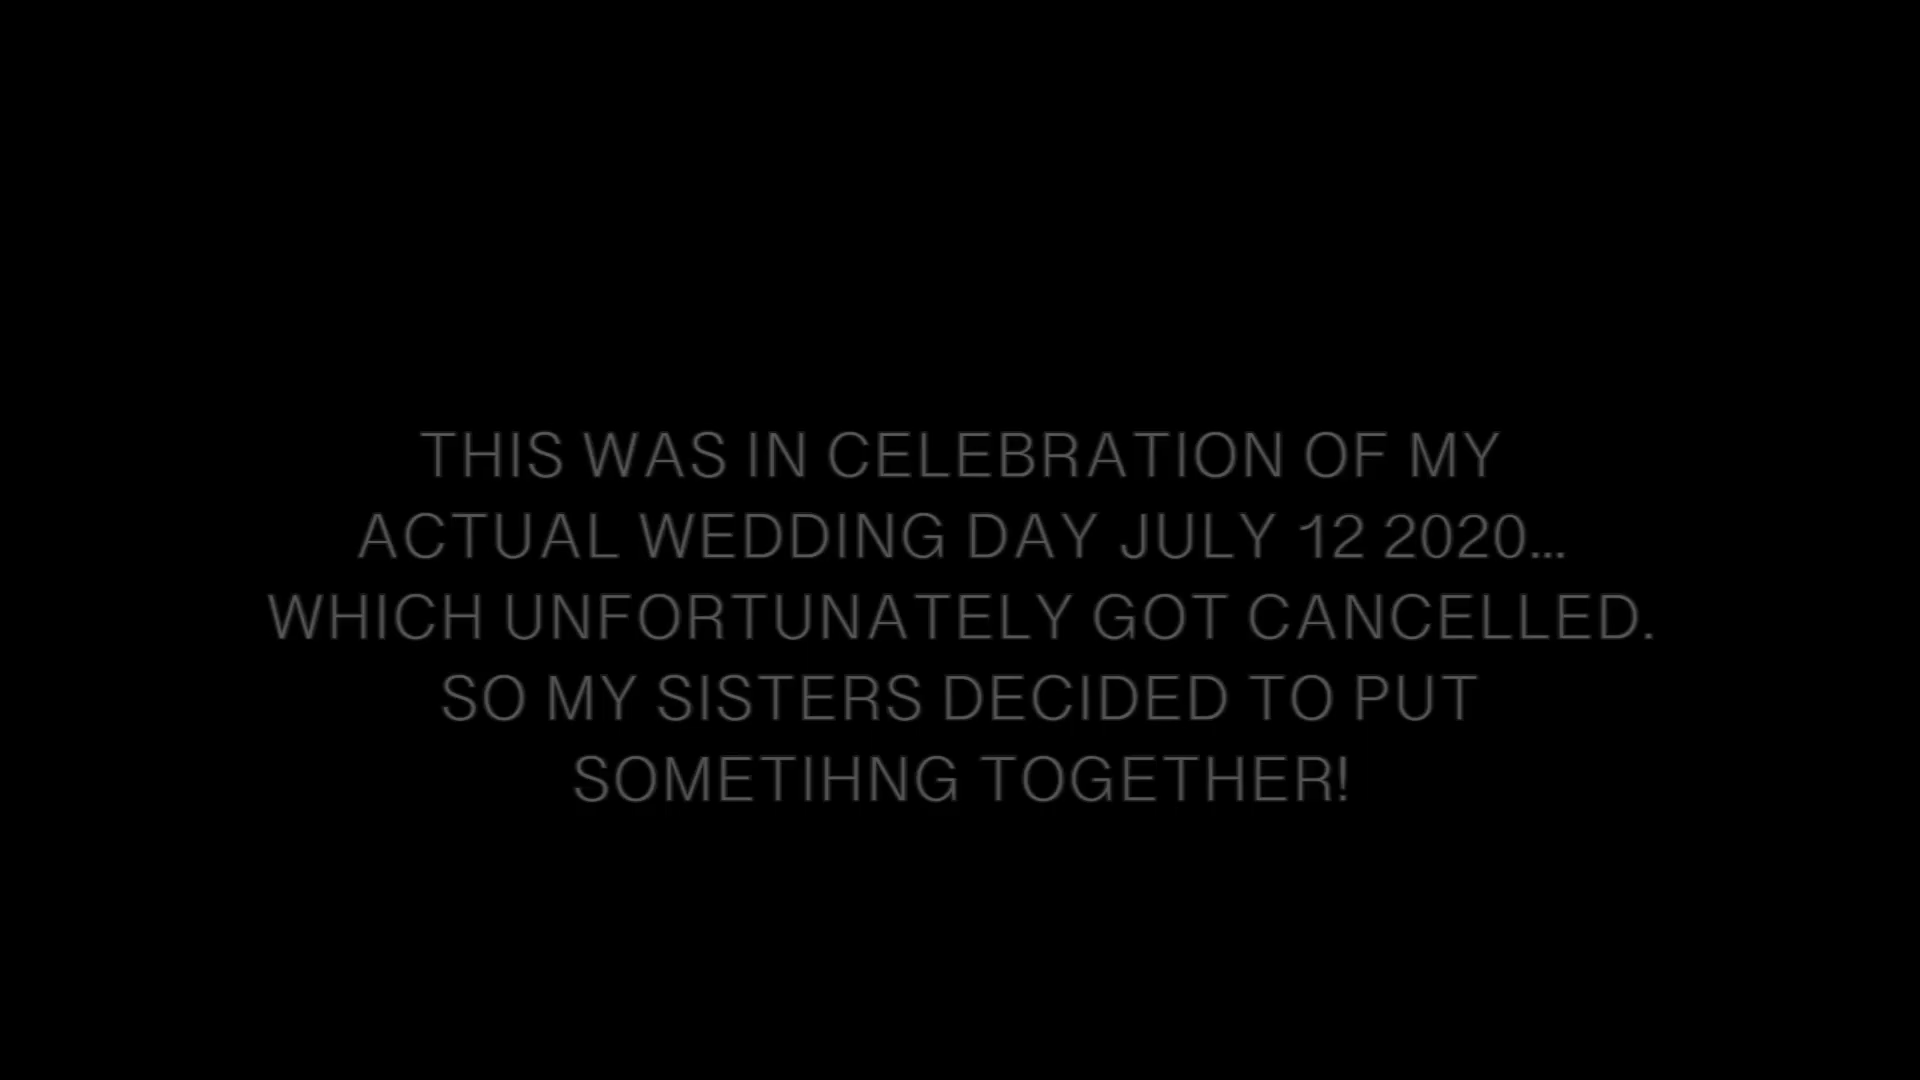 THIS WAS IN CELEBRATION OF MY
ACTUAL WEDDING DAY JULY 12 2020...
WHICH UNFORTUNATELY GOT CANCELLED.
SO MY SISTERS DECIDED TO PUT
SOMETIHNG TOGETHER!